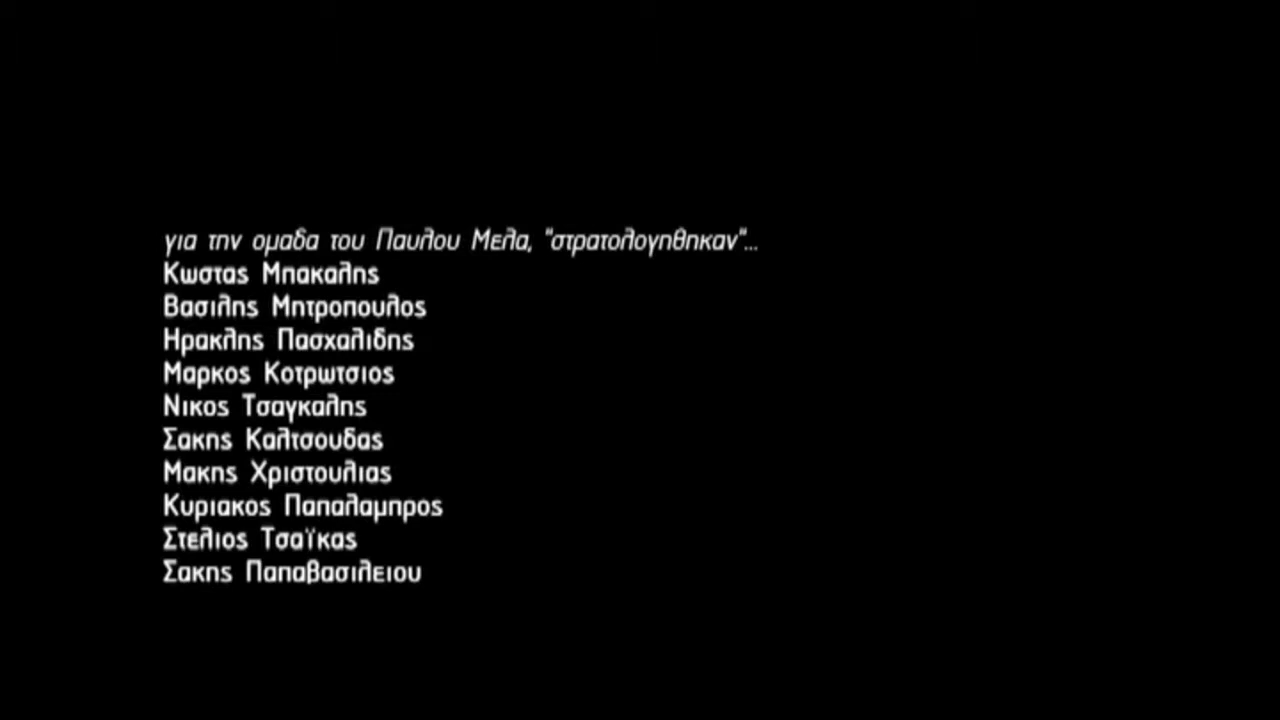 για την ομαδα του Παυλου Μελα, "στρατολογηθηκαν"...
Κωστας Μπακαλης
Βασιλης Μητροπουλος
Ηρακλης Πασχαλιδης
Μαρκος Κοτρωτσιος
Νικος Τσαγκαλης
Σακης Καλτσουδας
Μακης Χριστουλιας
Κυριακος Παπαλαμπρος
Στελιος Τσαϊκας
Σακης Παπαβασιλειου